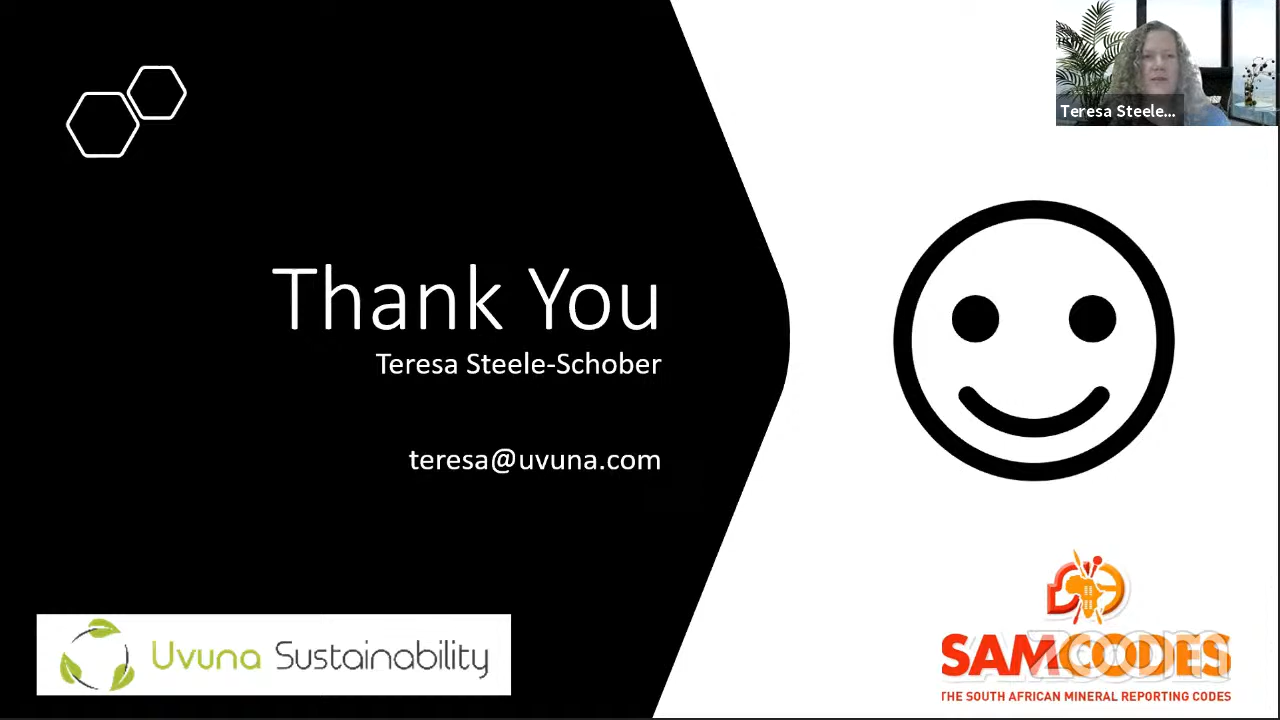 Teresa Steele...
Thank You
Teresa Steele-Schober
teresa@uvuna.com
Uvuna Sustainability
SAMCODES
THE SOUTH AFRICAN MINERAL REPORTING CODES